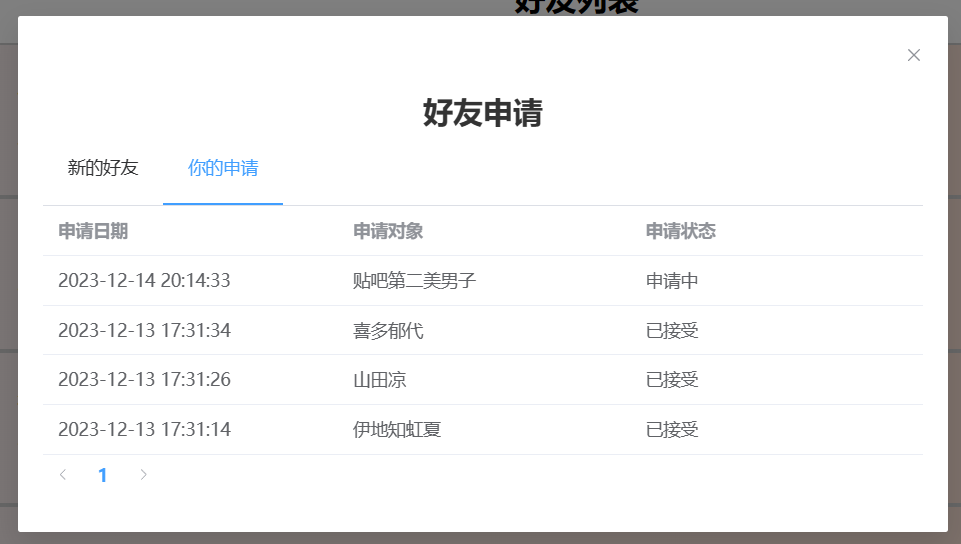 好友列表
好友申请
新的好友 你的申请
申请日期 申请对象 申请状态
2023-12-14 20:14:33 贴吧第二美男子 申请中
2023-12-13 17:31:34 喜多郁代 已接受
2023-12-13 17:31:26 山田凉 已接受
2023-12-13 17:31:14 伊地知虹夏 已接受
1